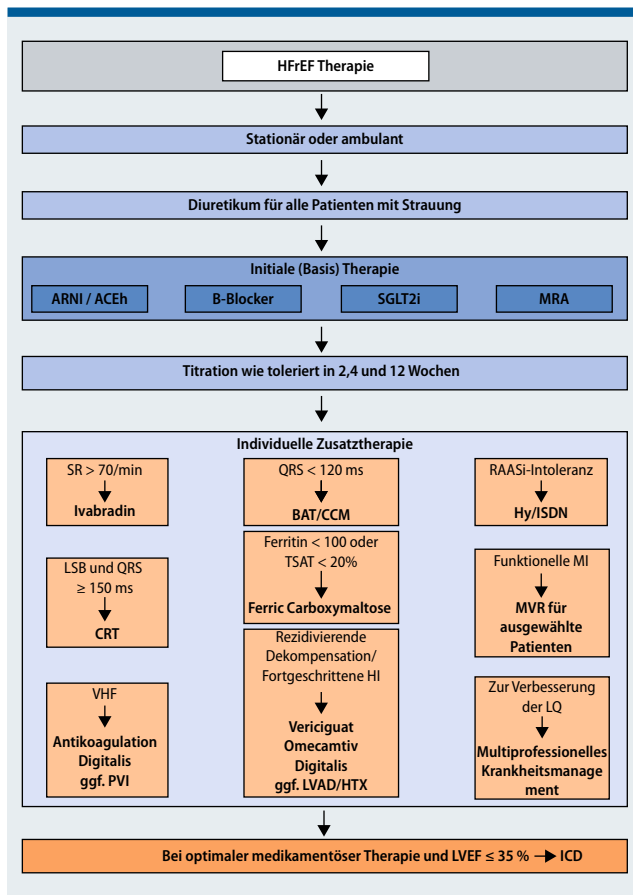 HFrEF Therapie
Stationär oder ambulant
Diuretikum für alle Patienten mit Strauung
Initiale (Basis) Therapie
ARNI / ACEh
B-Blocker
SGLT2i
MRA
Titration wie toleriert in 2,4 und 12 Wochen
Individuelle Zusatztherapie
SR > 70/min
Ivabradin
LSB und QRS
≥ 150 ms
CRT
VHF
Antikoagulation
Digitalis
ggf. PVI
QRS < 120 ms
BAT/CCM
Ferritin < 100 oder
TSAT < 20%
Ferric Carboxymaltose
Rezidivierende
Dekompensation/
Fortgeschrittene HI
Vericiguat
Omecamtiv
Digitalis
ggf. LVAD/HTX
RAASi-Intoleranz
Hy/ISDN
Funktionelle MI
MVR für
ausgewählte
Patienten
Zur Verbesserung
der LQ
Multiprofessionelles
Krankheitsmanage
ment
Bei optimaler medikamentöser Therapie und LVEF ≤ 35 % → ICD